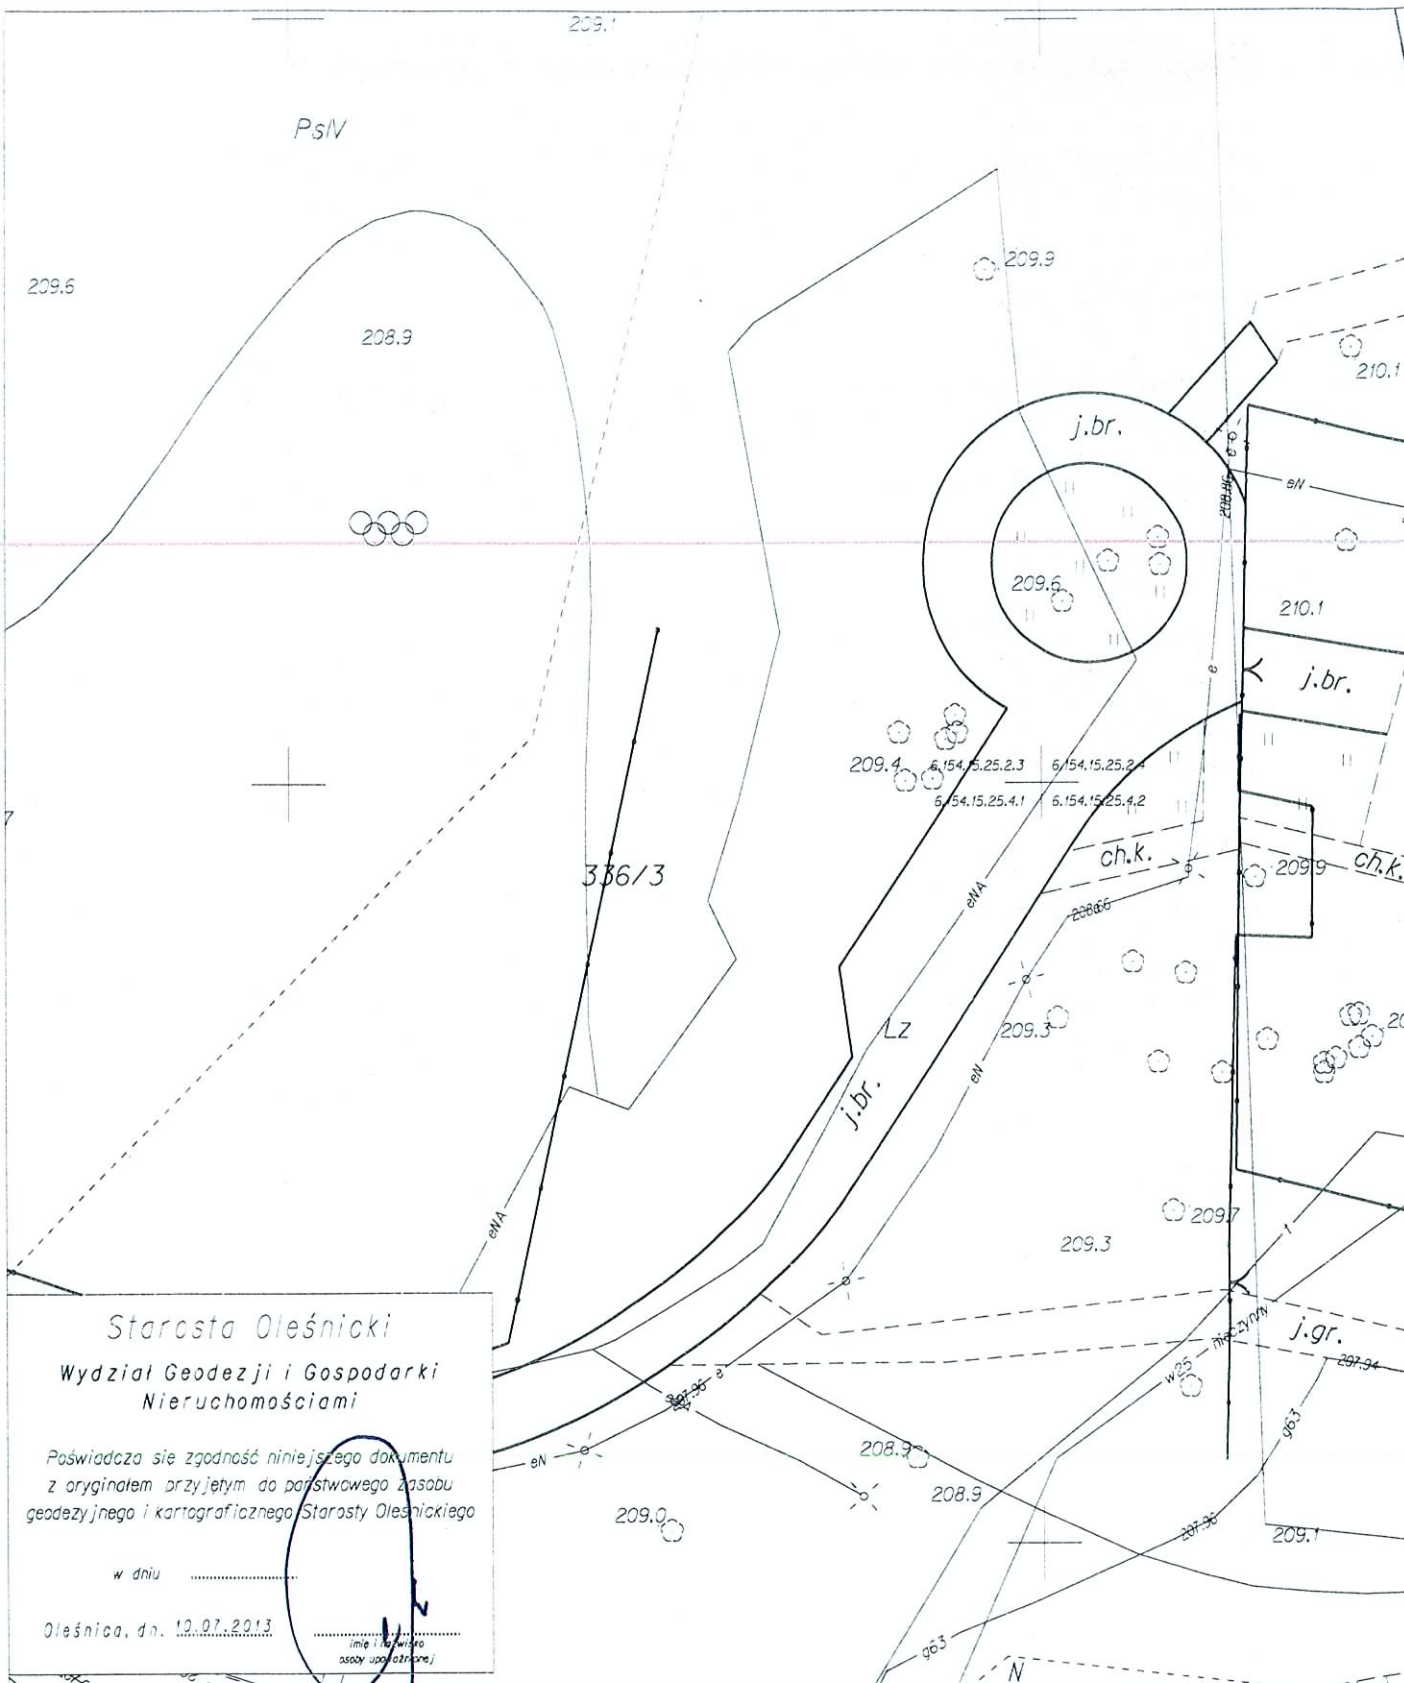 209.1
PsIV
209.9
209.6
208.9
210.1
j.br.
eN
209.6
210.1
e
j.br.
209.4
6.154.15.25.2.3
6.154.15.25.2.4
6.154.15.25.4.1
6.154.15.25.4.2
336/3
ch.k.
209.9
ch.k.
eNA
Lz
209.3
eN
j.br.
eNA
209.7
209.3
t
w25 nieczynny
j.gr.
207.94
g63
e
208.9
eN
208.9
209.0
207.96
209.1
g63
N
Starosta Oleśnicki
Wydział Geodezji i Gospodarki
Nieruchomościami
Poświadcza się zgodność niniejszego dokumentu
z oryginałem przyjętym do państwowego zasobu
geodezyjnego i kartograficznego Starosty Oleśnickiego
w dniu
Oleśnica, dn. 10.07.2013
imię i nazwisko
osoby upoważnionej